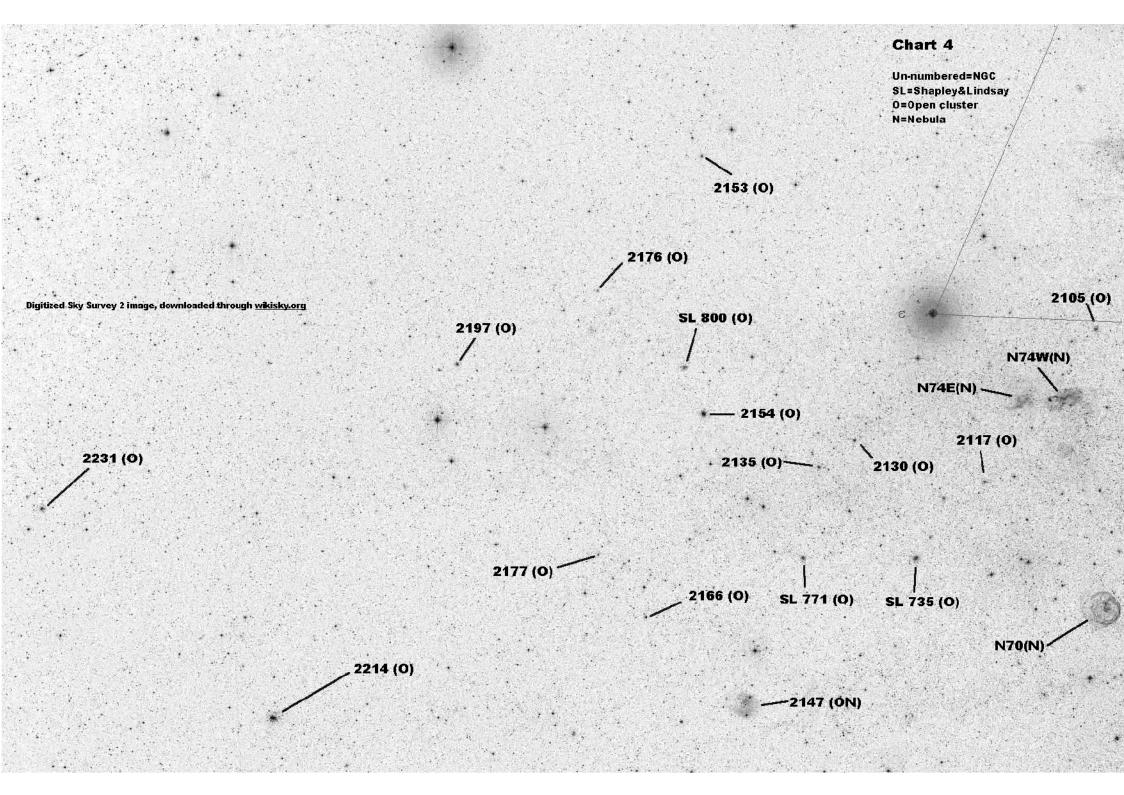 Chart 4
Un-numbered=NGC
SL=Shapley&Lindsay
O=Open cluster
N=Nebula
2153 (O)
2176 (O)
2105 (O)
Digitized Sky Survey 2 image, downloaded through wikisky.org
ε
SL 800 (O)
2197 (O)
N74W(N)
N74E(N)
2154 (O)
2117 (O)
2231 (O)
2135 (O)
2130 (O)
2177 (O)
2166 (O)
SL 771 (O)
SL 735 (O)
N70(N)
2214 (O)
2147 (ON)